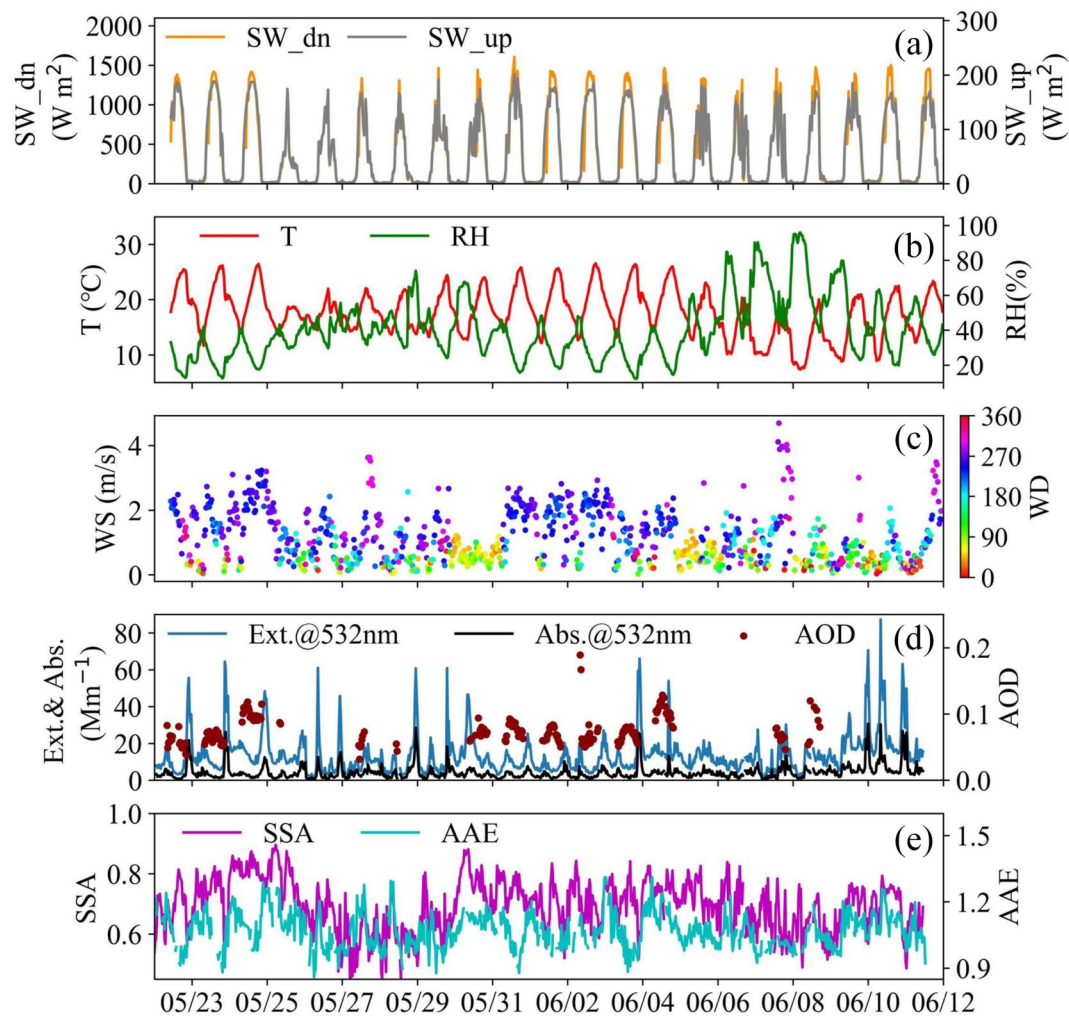 SW_dn SW_up (a)
SW_dn
(W m²)
2000
1500
1000
500
0
300
200
100
0
SW_up
(W m²)
T RH (b)
T (°C)
30
20
10
100
80
60
40
20
RH(%)
(c)
WS (m/s)
4
2
0
360
270
180
90
0
WD
Ext.@532nm Abs.@532nm AOD (d)
Ext.& Abs.
(Mm⁻¹)
80
60
40
20
0
0.2
0.1
0.0
AOD
SSA AAE (e)
SSA
1.0
0.8
0.6
1.5
1.2
0.9
AAE
05/23 05/25 05/27 05/29 05/31 06/02 06/04 06/06 06/08 06/10 06/12